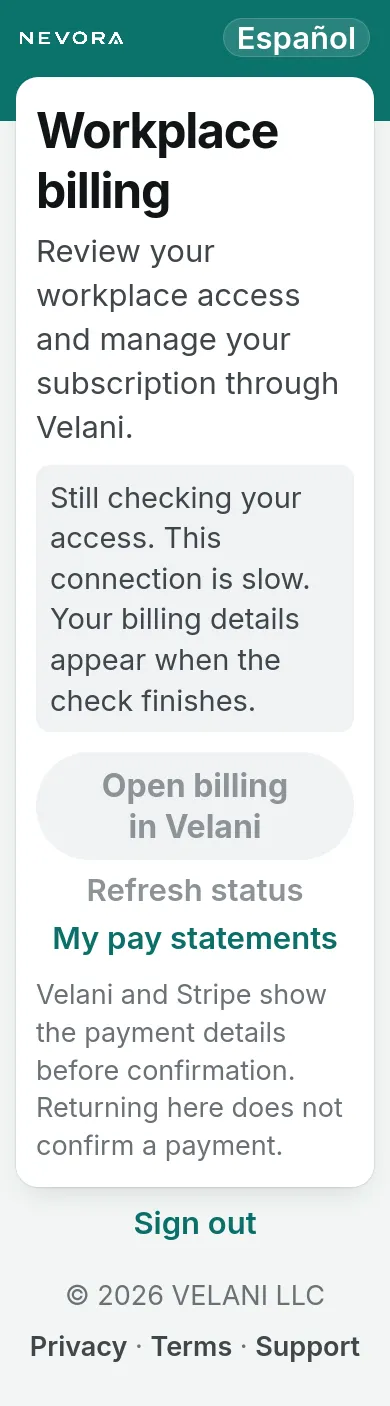 NEVORA
Español
Workplace
billing
Review your
workplace access
and manage your
subscription through
Velani.
Still checking your
access. This
connection is slow.
Your billing details
appear when the
check finishes.
Open billing
in Velani
Refresh status
My pay statements
Velani and Stripe show
the payment details
before confirmation.
Returning here does not
confirm a payment.
Sign out
© 2026 VELANI LLC
Privacy · Terms · Support